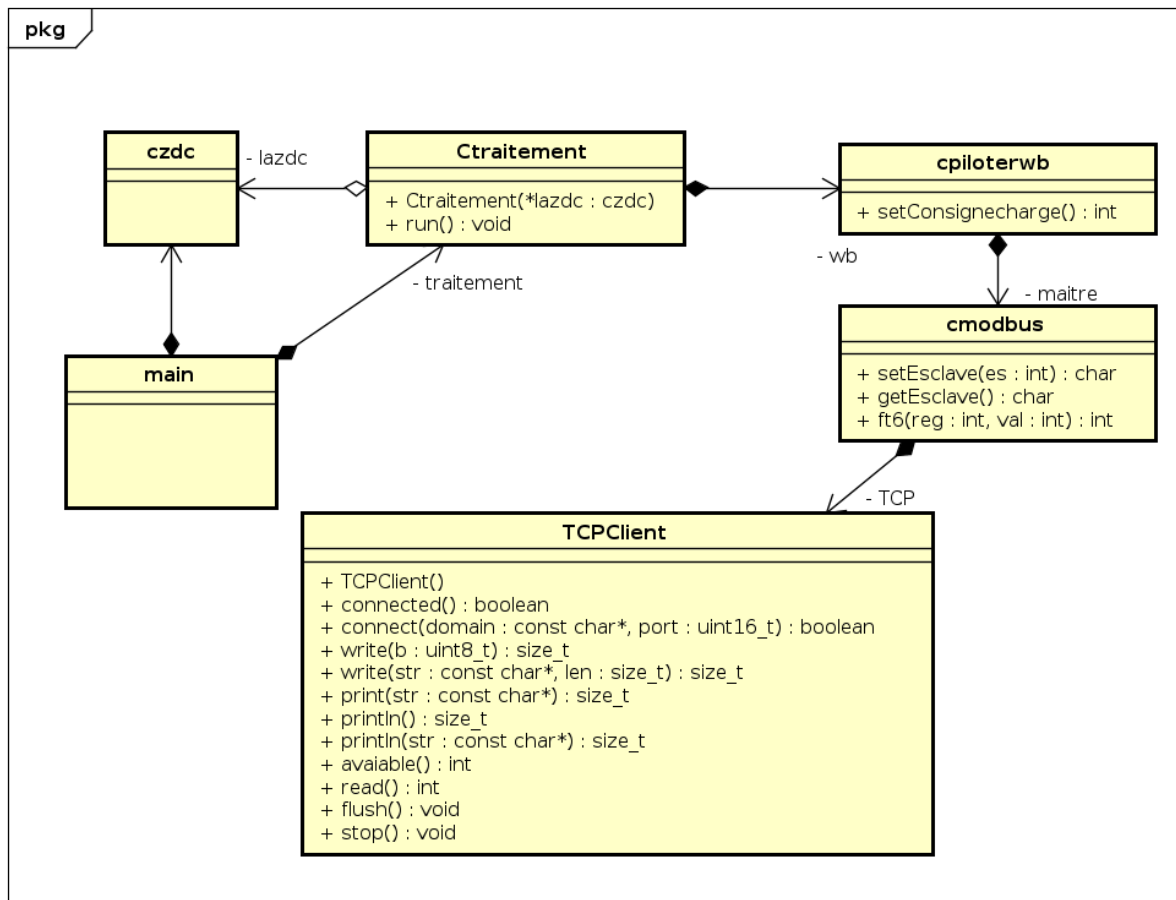 pkg
czdc
- lazdc
Ctraitement
+ Ctraitement(*lazdc : czdc)
+ run() : void
cpiloterwb
+ setConsignecharge() : int
- wb
- traitement
- maitre
main
cmodbus
+ setEsclave(es : int) : char
+ getEsclave() : char
+ ft6(reg : int, val : int) : int
- TCP
TCPClient
+ TCPClient()
+ connected() : boolean
+ connect(domain : const char*, port : uint16_t) : boolean
+ write(b : uint8_t) : size_t
+ write(str : const char*, len : size_t) : size_t
+ print(str : const char*) : size_t
+ println() : size_t
+ println(str : const char*) : size_t
+ avaiable() : int
+ read() : int
+ flush() : void
+ stop() : void